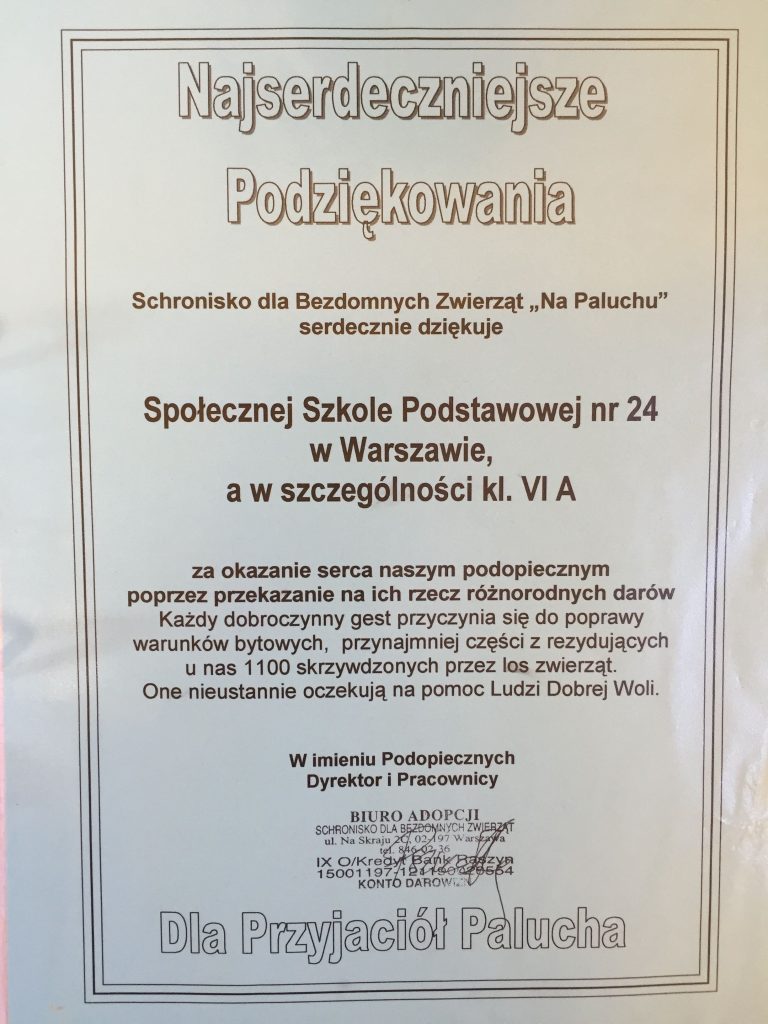 Najserdeczniejsze
Podziękowania
Schronisko dla Bezdomnych Zwierząt „Na Paluchu”
serdecznie dziękuje
Społecznej Szkole Podstawowej nr 24
w Warszawie,
a w szczególności kl. VI A
za okazanie serca naszym podopiecznym
poprzez przekazanie na ich rzecz różnorodnych darów
Każdy dobroczynny gest przyczynia się do poprawy
warunków bytowych, przynajmniej części z rezydujących
u nas 1100 skrzywdzonych przez los zwierząt.
One nieustannie oczekują na pomoc Ludzi Dobrej Woli.
W imieniu Podopiecznych
Dyrektor i Pracownicy
BIURO ADOPCJI
SCHRONISKO DLA BEZDOMNYCH ZWIERZĄT
ul. Na Skraju 2C, 02-197 Warszawa
tel. 846-02-36
IX O/Kredyt Bank Raszyn
KONTO DAROWIZN
Dla Przyjaciół Palucha